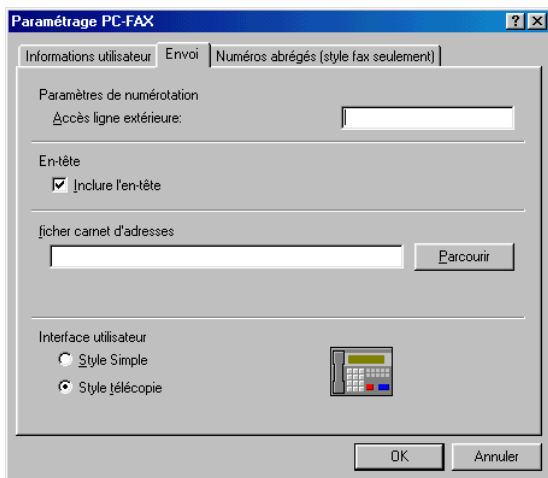 Paramétrage PC-FAX
Informations utilisateur Envoi Numéros abrégés (style fax seulement)
Paramètres de numérotation
Accès ligne extérieure:
En-tête
Inclure l'en-tête
ficher carnet d'adresses
Parcourir
Interface utilisateur
Style Simple
Style télécopie
OK Annuler